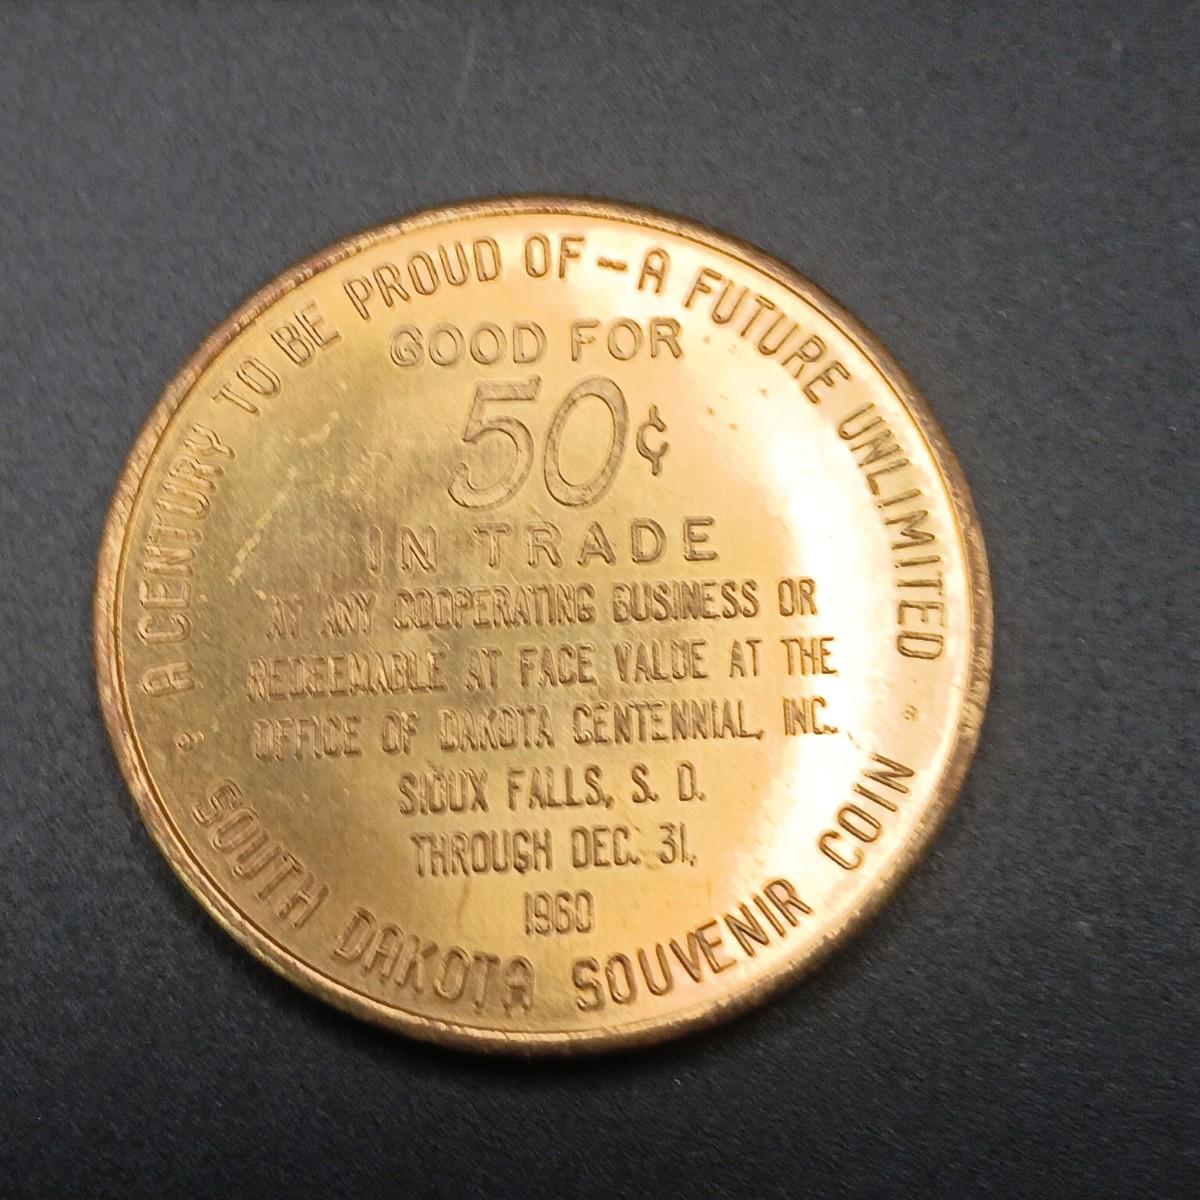 A CENTURY TO BE PROUD OF – A FUTURE UNLIMITED
GOOD FOR
50¢
IN TRADE
AT ANY COOPERATING BUSINESS OR
REDEEMABLE AT FACE VALUE AT THE
OFFICE OF DAKOTA CENTENNIAL, INC.
SIOUX FALLS, S. D.
THROUGH DEC. 31,
1960
SOUTH DAKOTA SOUVENIR COIN